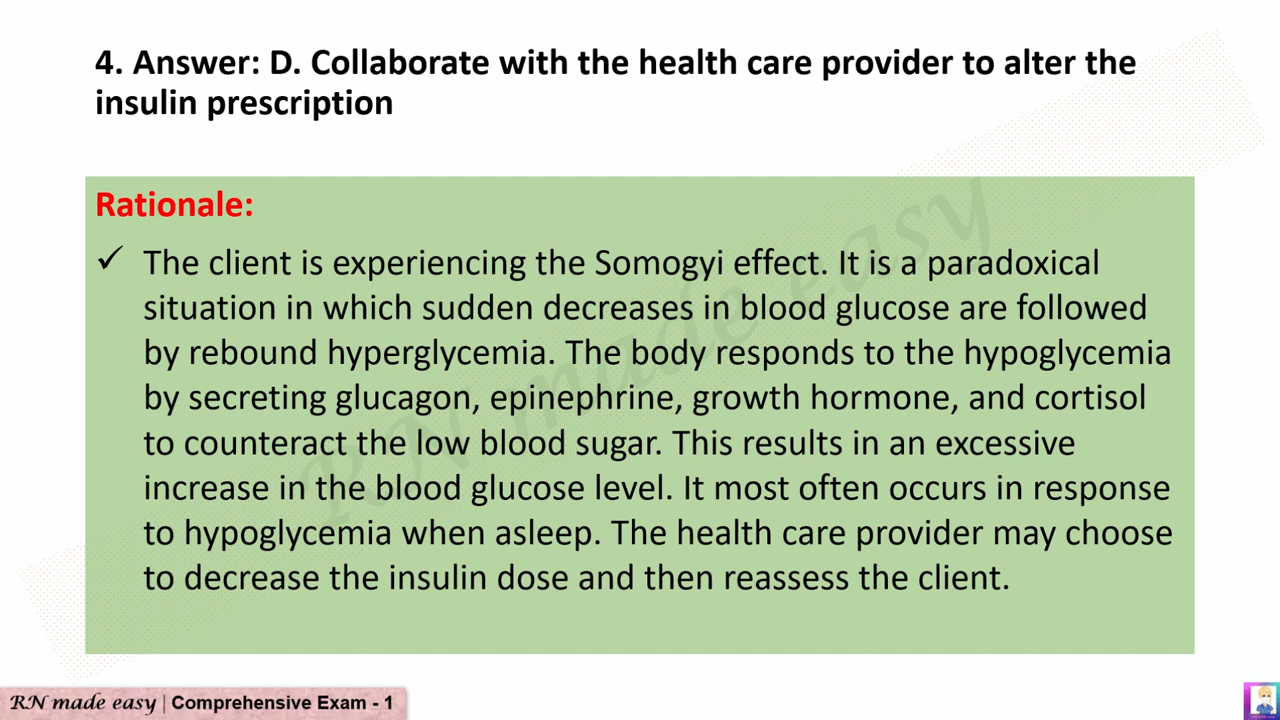 4. Answer: D. Collaborate with the health care provider to alter the
insulin prescription
Rationale:
✓ The client is experiencing the Somogyi effect. It is a paradoxical
situation in which sudden decreases in blood glucose are followed
by rebound hyperglycemia. The body responds to the hypoglycemia
by secreting glucagon, epinephrine, growth hormone, and cortisol
to counteract the low blood sugar. This results in an excessive
increase in the blood glucose level. It most often occurs in response
to hypoglycemia when asleep. The health care provider may choose
to decrease the insulin dose and then reassess the client.
RN made easy
RN made easy | Comprehensive Exam - 1